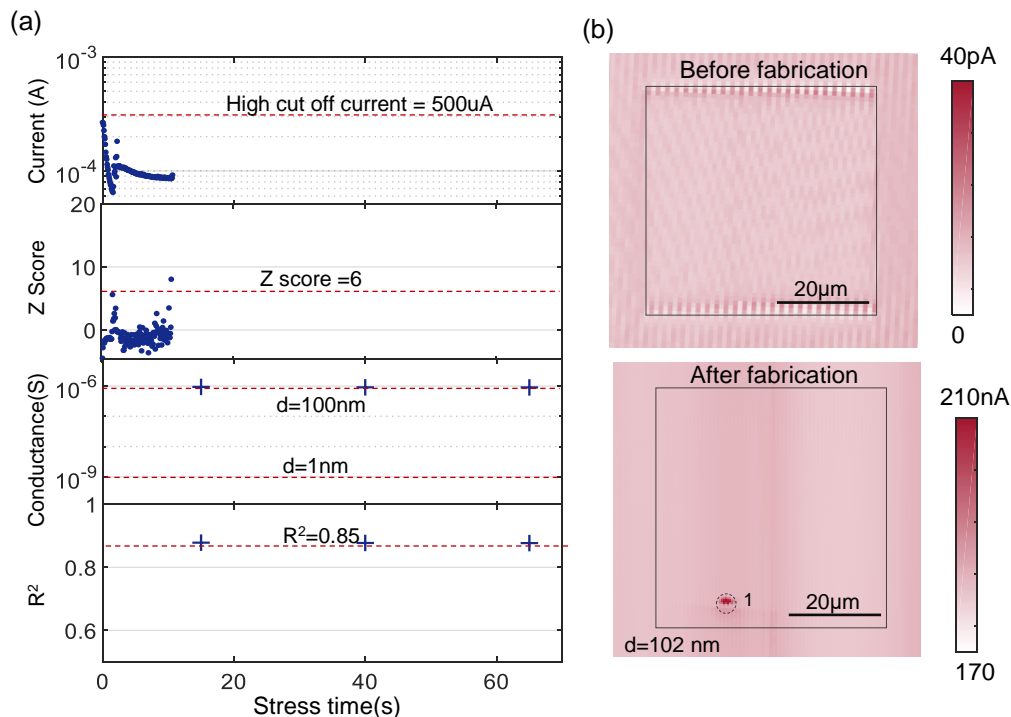 (a)
10^-3
High cut off current = 500uA
10^-4
Current (A)
20
10
0
Z score =6
Z Score
10^-6
d=100nm
d=1nm
10^-9
Conductance(S)
1
R²=0.85
0.8
0.6
R²
0 20 40 60
Stress time(s)
(b)
Before fabrication
20μm
40pA
0
After fabrication
1
20μm
d=102 nm
210nA
170